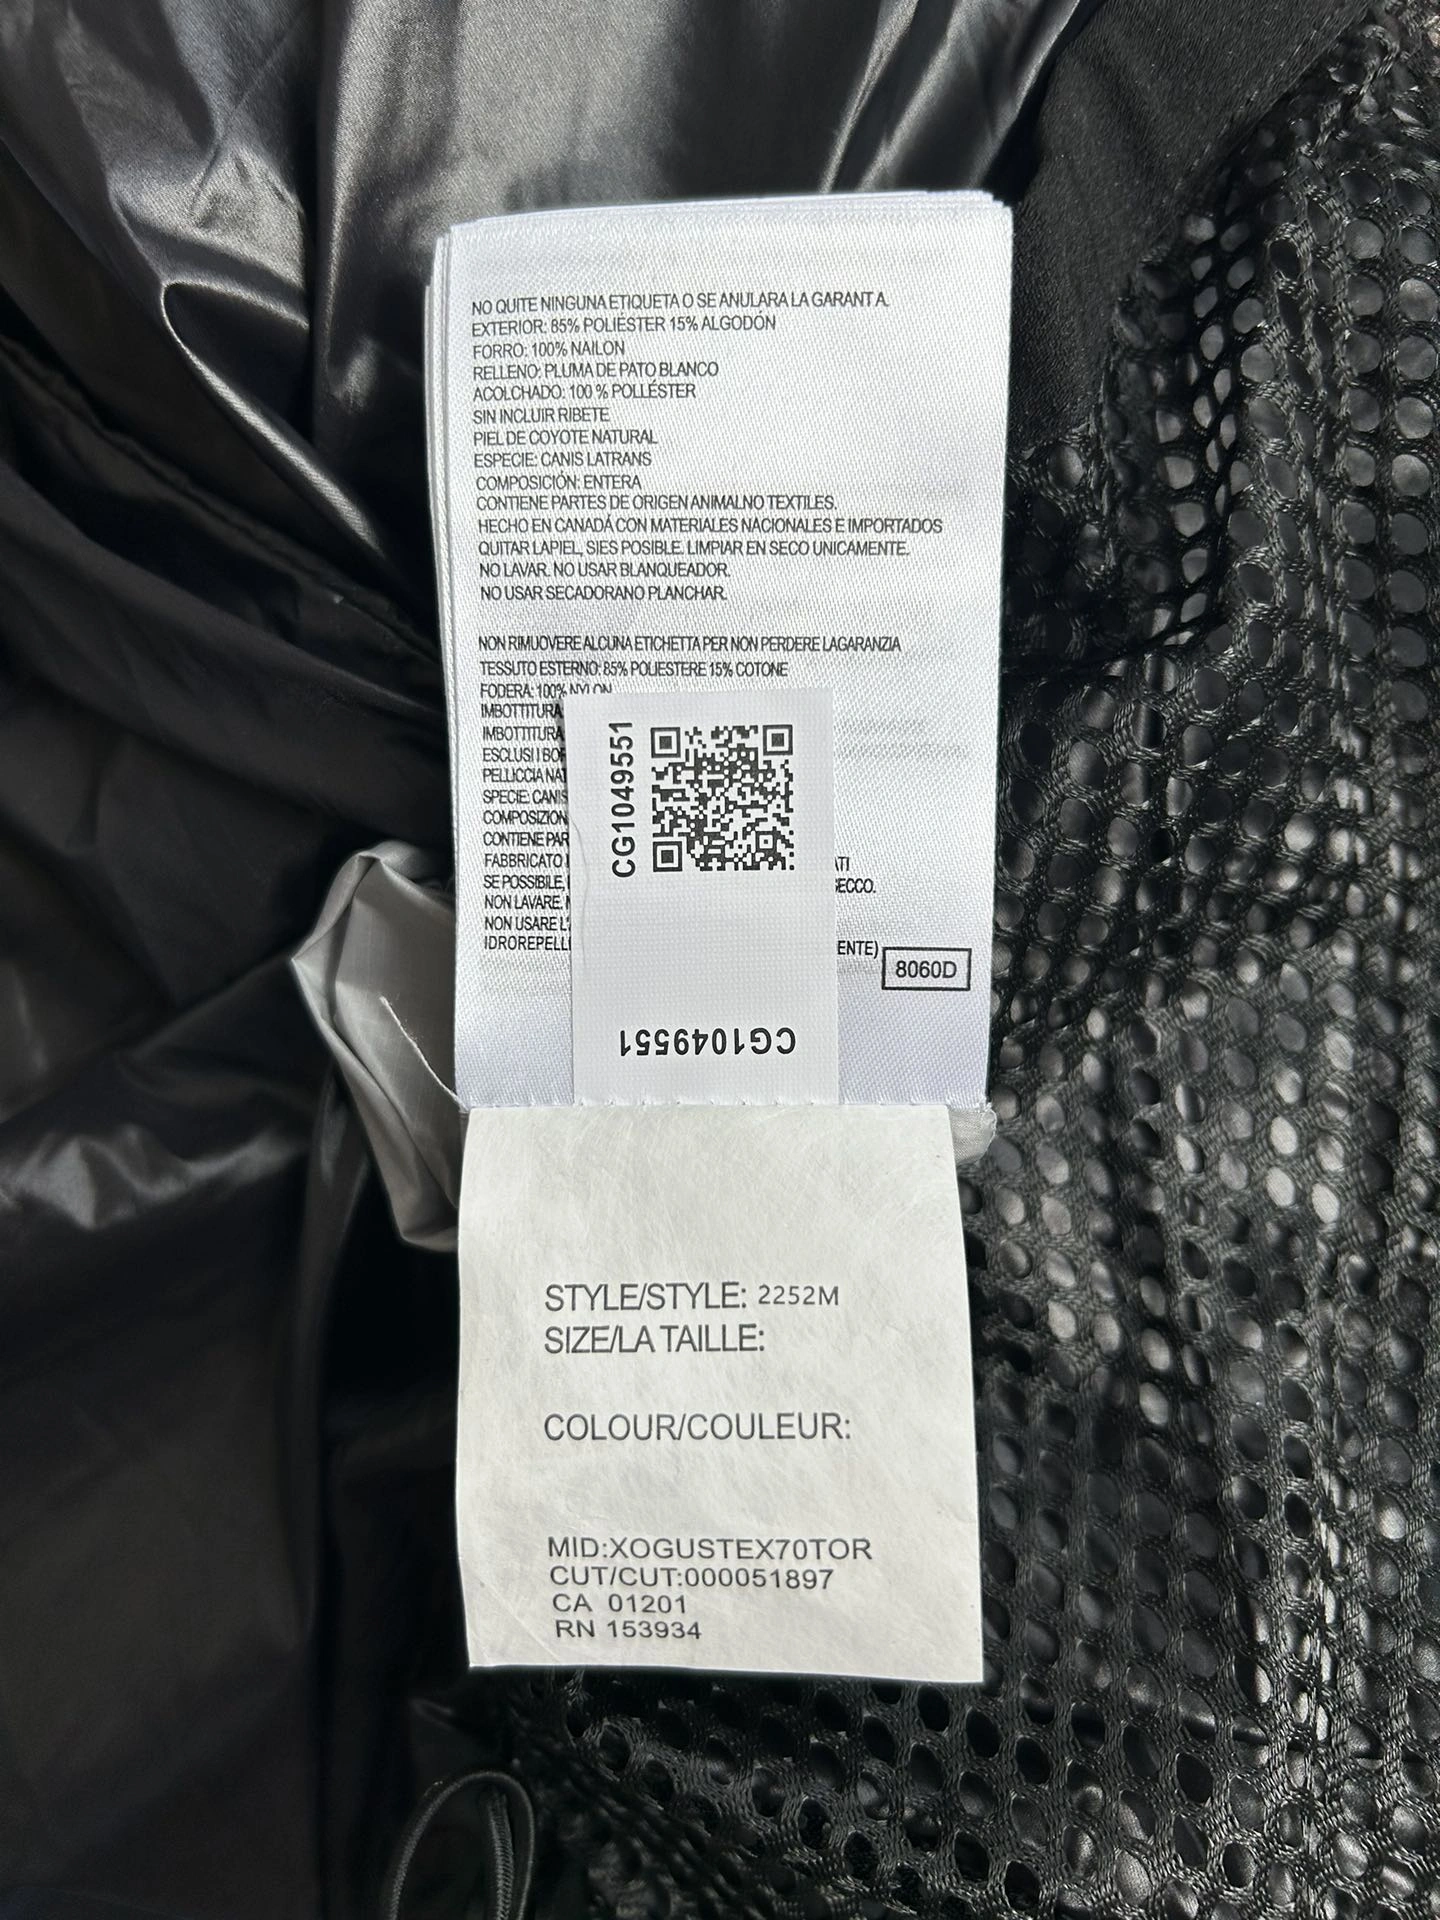 NO QUITE NINGUNA ETIQUETA O SE ANULARA LA GARANT A.
EXTERIOR: 85% POLIÉSTER 15% ALGODÓN
FORRO: 100% NAILON
RELLENO: PLUMA DE PATO BLANCO
ACOLCHADO: 100 % POLLÉSTER
SIN INCLUIR RIBETE
PIEL DE COYOTE NATURAL
ESPECIE: CANIS LATRANS
COMPOSICIÓN: ENTERA
CONTIENE PARTES DE ORIGEN ANIMALNO TEXTILES.
HECHO EN CANADÁ CON MATERIALES NACIONALES E IMPORTADOS
QUITAR LAPIEL, SIES POSIBLE. LIMPIAR EN SECO UNICAMENTE.
NO LAVAR. NO USAR BLANQUEADOR.
NO USAR SECADORANO PLANCHAR.
NON RIMUOVERE ALCUNA ETICHETTA PER NON PERDERE LAGARANZIA
TESSUTO ESTERNO: 85% POLIESTERE 15% COTONE
FODERA: 100% NYLON
IMBOTTITURA
IMBOTTITURA
ESCLUSI I BOR
PELLICCIA NAT
SPECIE: CANIS
COMPOSIZION
CONTIENE PAR
FABBRICATO ATI
SE POSSIBILE, SECCO.
NON LAVARE. N
NON USARE L'
IDROREPELL ENTE)
8060D
CG1049551
CG1049551
STYLE/STYLE: 2252M
SIZE/LA TAILLE:
COLOUR/COULEUR:
MID:XOGUSTEX70TOR
CUT/CUT:000051897
CA 01201
RN 153934